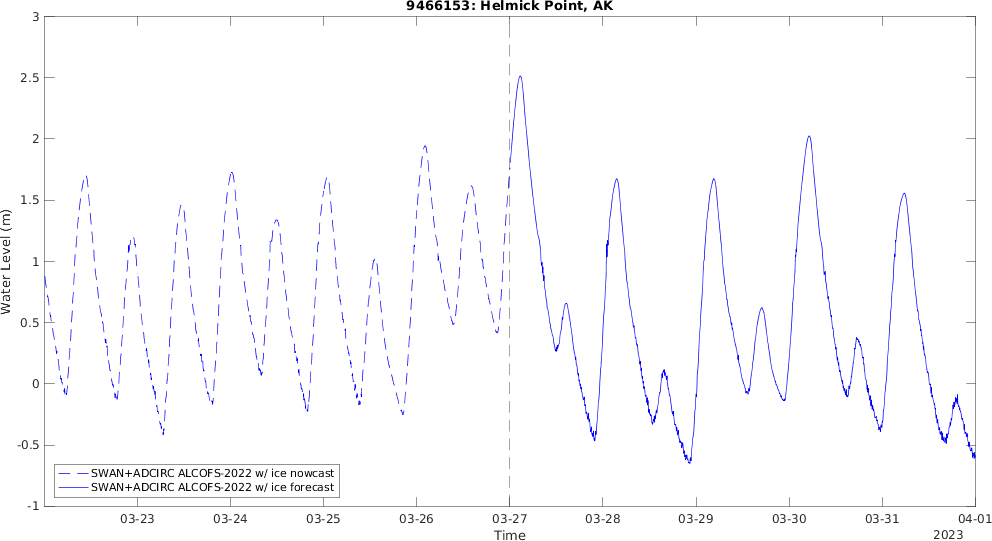 9466153: Helmick Point, AK
3
2.5
2
1.5
1
0.5
0
-0.5
-1
Water Level (m)
SWAN+ADCIRC ALCOFS-2022 w/ ice nowcast
SWAN+ADCIRC ALCOFS-2022 w/ ice forecast
03-23 03-24 03-25 03-26 03-27 03-28 03-29 03-30 03-31 04-01
Time
2023